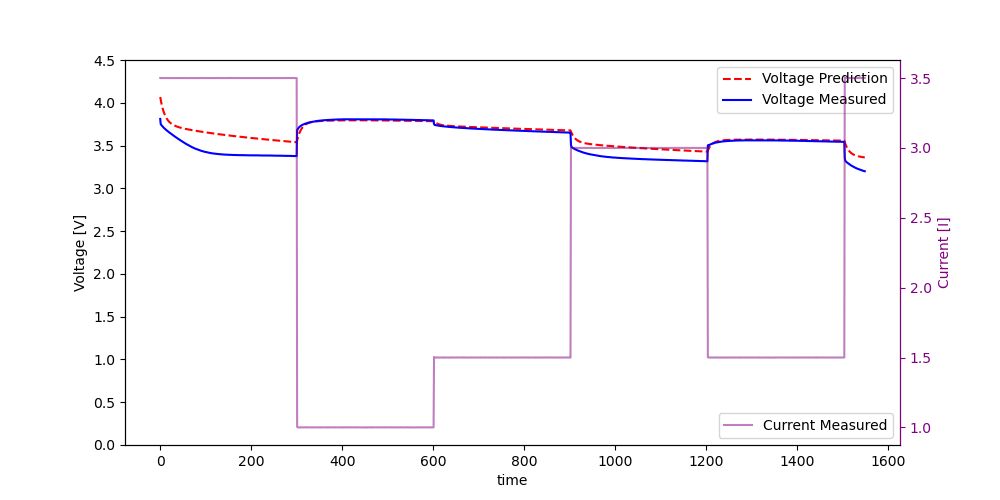 4.5
4.0
3.5
3.0
2.5
2.0
1.5
1.0
0.5
0.0
Voltage [V]
0 200 400 600 800 1000 1200 1400 1600
time
3.5
3.0
2.5
2.0
1.5
1.0
Current [I]
Voltage Prediction
Voltage Measured
Current Measured